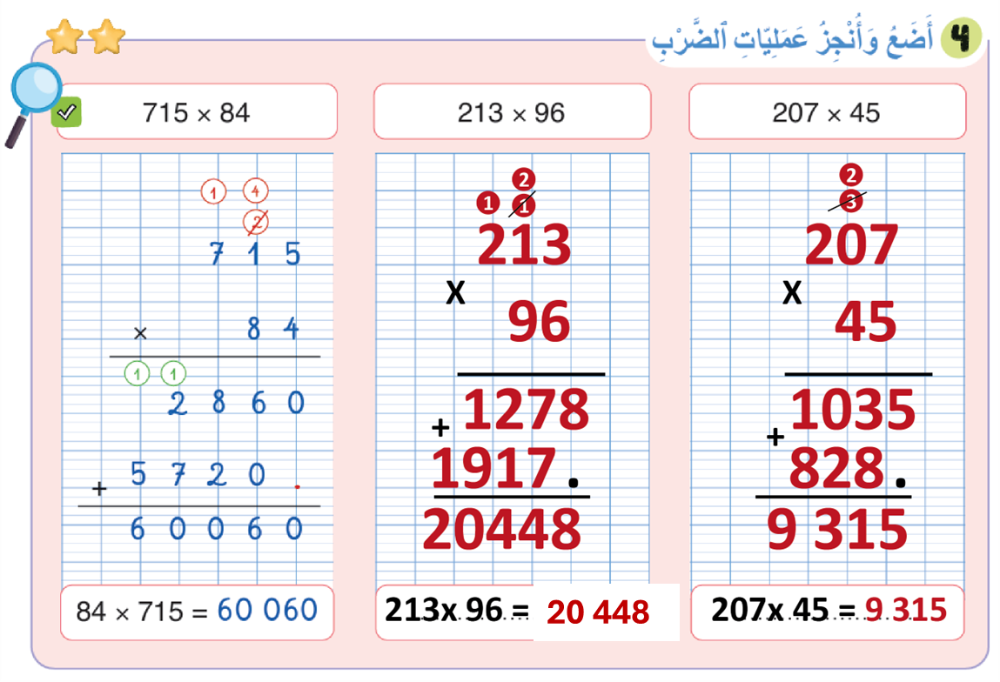 4 أَضَعُ وَأُنْجِزُ عَمَلِيّاتِ ٱلضَّرْبِ
715 × 84
1 4
2
7 1 5
× 8 4
1 1
2 8 6 0
+ 5 7 2 0 .
6 0 0 6 0
84 × 715 = 60 060
213 × 96
2
1 1
213
X
96
1278
+
1917 .
20448
213x 96 = 20 448
207 × 45
2
3
207
X
45
1035
+
828 .
9 315
207x 45 = 9 315